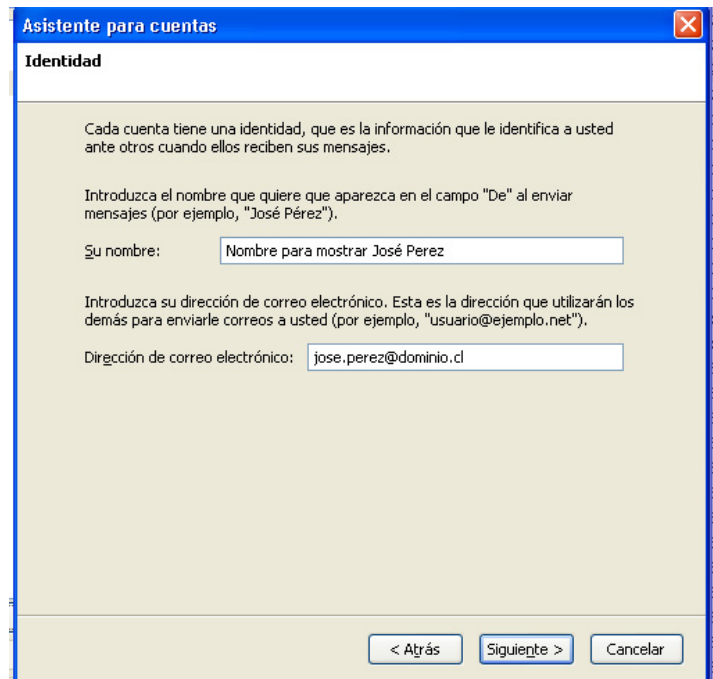 Asistente para cuentas
Identidad
Cada cuenta tiene una identidad, que es la información que le identifica a usted
ante otros cuando ellos reciben sus mensajes.
Introduzca el nombre que quiere que aparezca en el campo "De" al enviar
mensajes (por ejemplo, "José Pérez").
Su nombre: Nombre para mostrar José Perez
Introduzca su dirección de correo electrónico. Esta es la dirección que utilizarán los
demás para enviarle correos a usted (por ejemplo, "usuario@ejemplo.net").
Dirección de correo electrónico: jose.perez@dominio.cl
< Atrás Siguiente > Cancelar